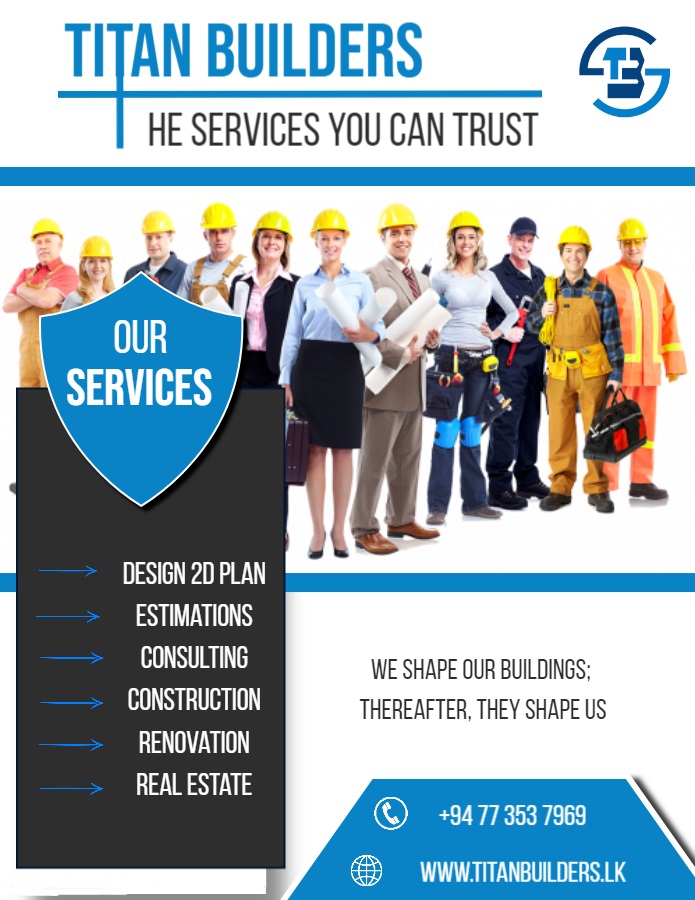 TITAN BUILDERS
HE SERVICES YOU CAN TRUST
TB
OUR
SERVICES
DESIGN 2D PLAN
ESTIMATIONS
CONSULTING
CONSTRUCTION
RENOVATION
REAL ESTATE
WE SHAPE OUR BUILDINGS;
THEREAFTER, THEY SHAPE US
+94 77 353 7969
WWW.TITANBUILDERS.LK